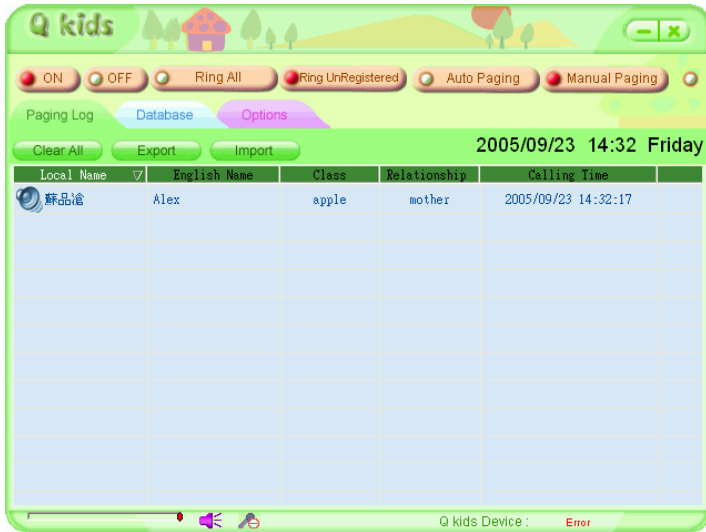 Q kids
ON OFF Ring All Ring UnRegistered Auto Paging Manual Paging
Paging Log Database Options
Clear All Export Import 2005/09/23 14:32 Friday
Local Name English Name Class Relationship Calling Time
蘇品滄 Alex apple mother 2005/09/23 14:32:17
Q kids Device : Error